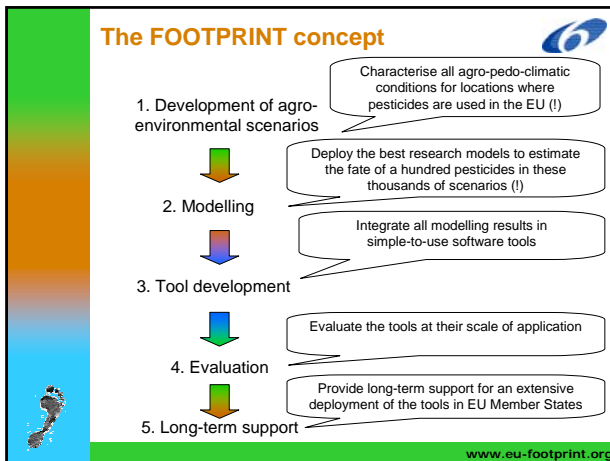 The FOOTPRINT concept
Characterise all agro-pedo-climatic
conditions for locations where
pesticides are used in the EU (!)
1. Development of agro-
environmental scenarios
Deploy the best research models to estimate
the fate of a hundred pesticides in these
thousands of scenarios (!)
2. Modelling
Integrate all modelling results in
simple-to-use software tools
3. Tool development
Evaluate the tools at their scale of application
4. Evaluation
Provide long-term support for an extensive
deployment of the tools in EU Member States
5. Long-term support
www.eu-footprint.org